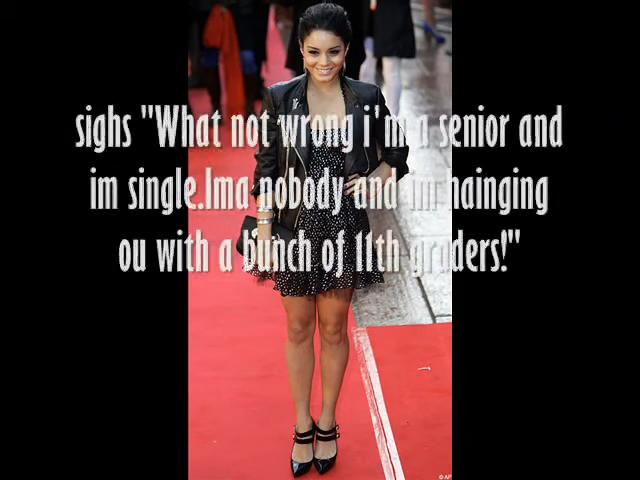 sighs "What not wrong i'm a senior and
im single.Ima nobody and im hainging
ou with a bunch of 11th graders!"
© AP